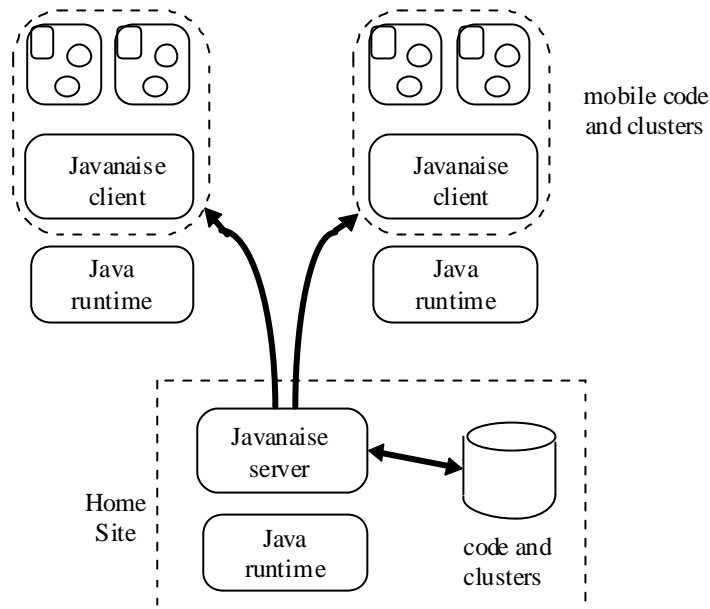 mobile code
and clusters
Javanaise
client
Javanaise
client
Java
runtime
Java
runtime
Javanaise
server
Home
Site
Java
runtime
code and
clusters